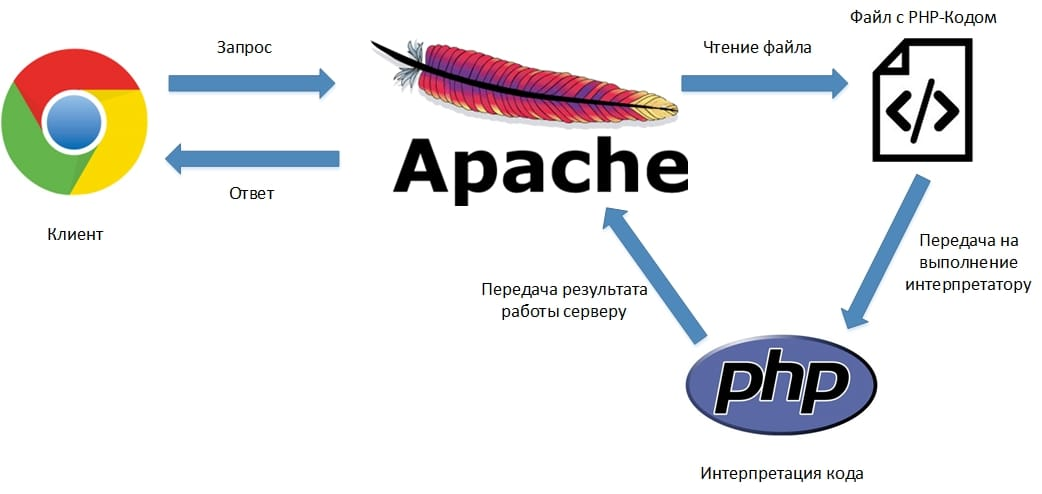 Файл с PHP-Кодом
Запрос
Чтение файла
Apache
Ответ
Клиент
Передача на
выполнение
интерпретатору
Передача результата
работы серверу
php
Интерпретация кода